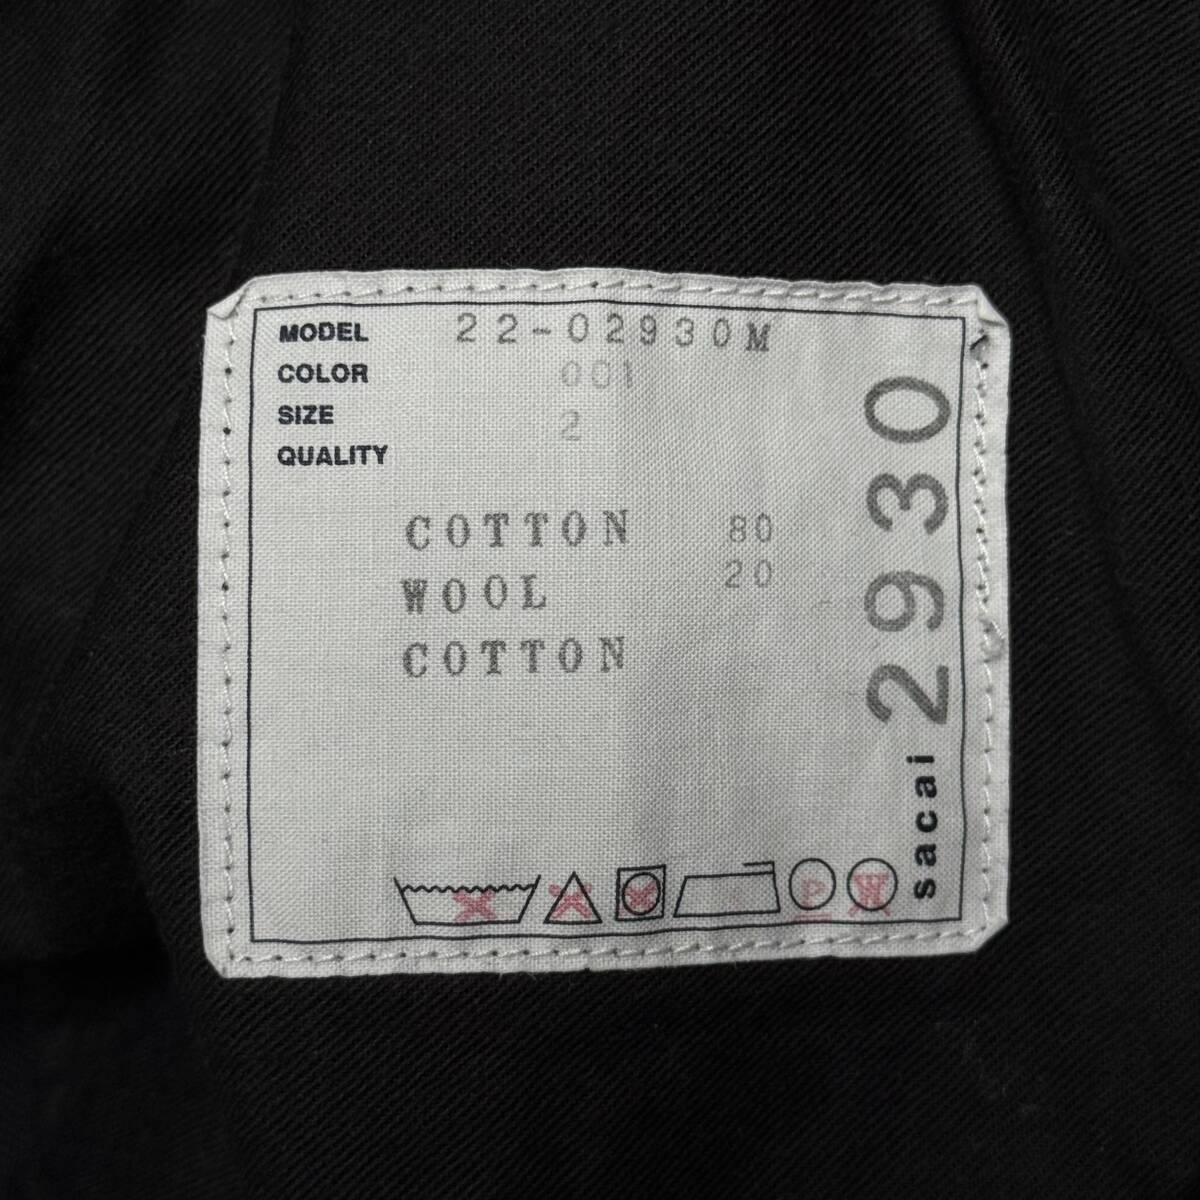 MODEL 22-02930M
COLOR 001
SIZE 2
QUALITY
COTTON 80
WOOL 20
COTTON
sacai 2930